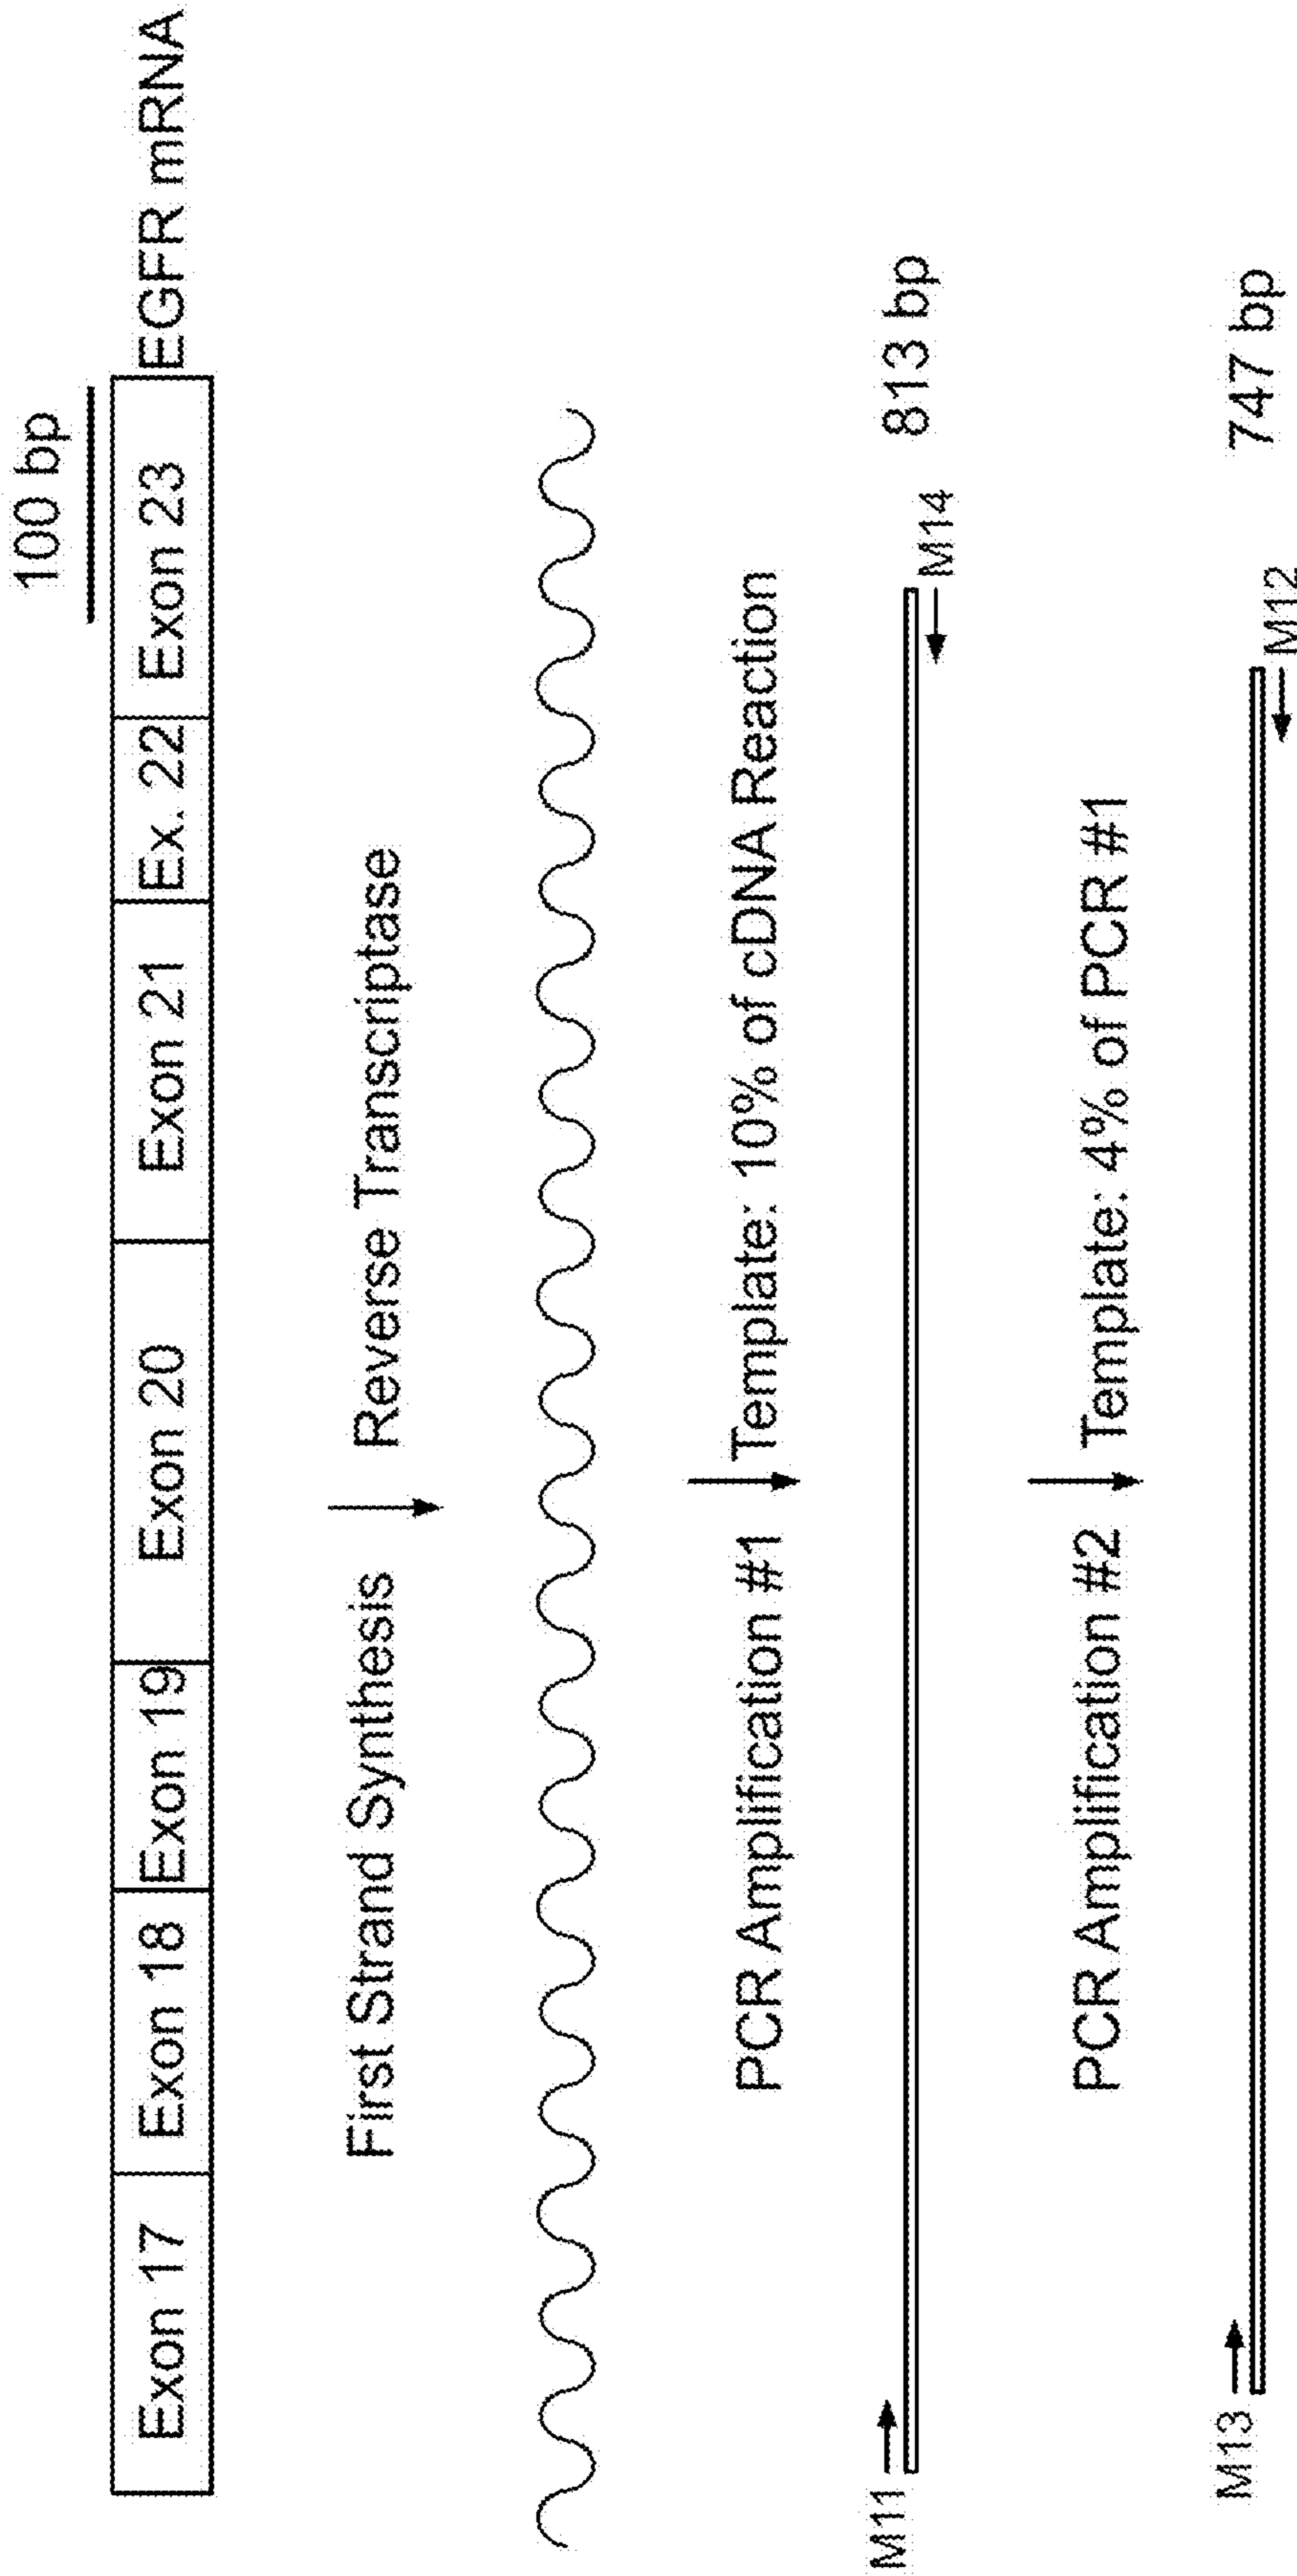 100 bp
Exon 17 Exon 18 Exon 19 Exon 20 Exon 21 Ex. 22 Exon 23 EGFR mRNA
First Strand Synthesis Reverse Transcriptase
PCR Amplification #1 Template: 10% of cDNA Reaction
M11
813 bp
M14
PCR Amplification #2 Template: 4% of PCR #1
M13
747 bp
M12